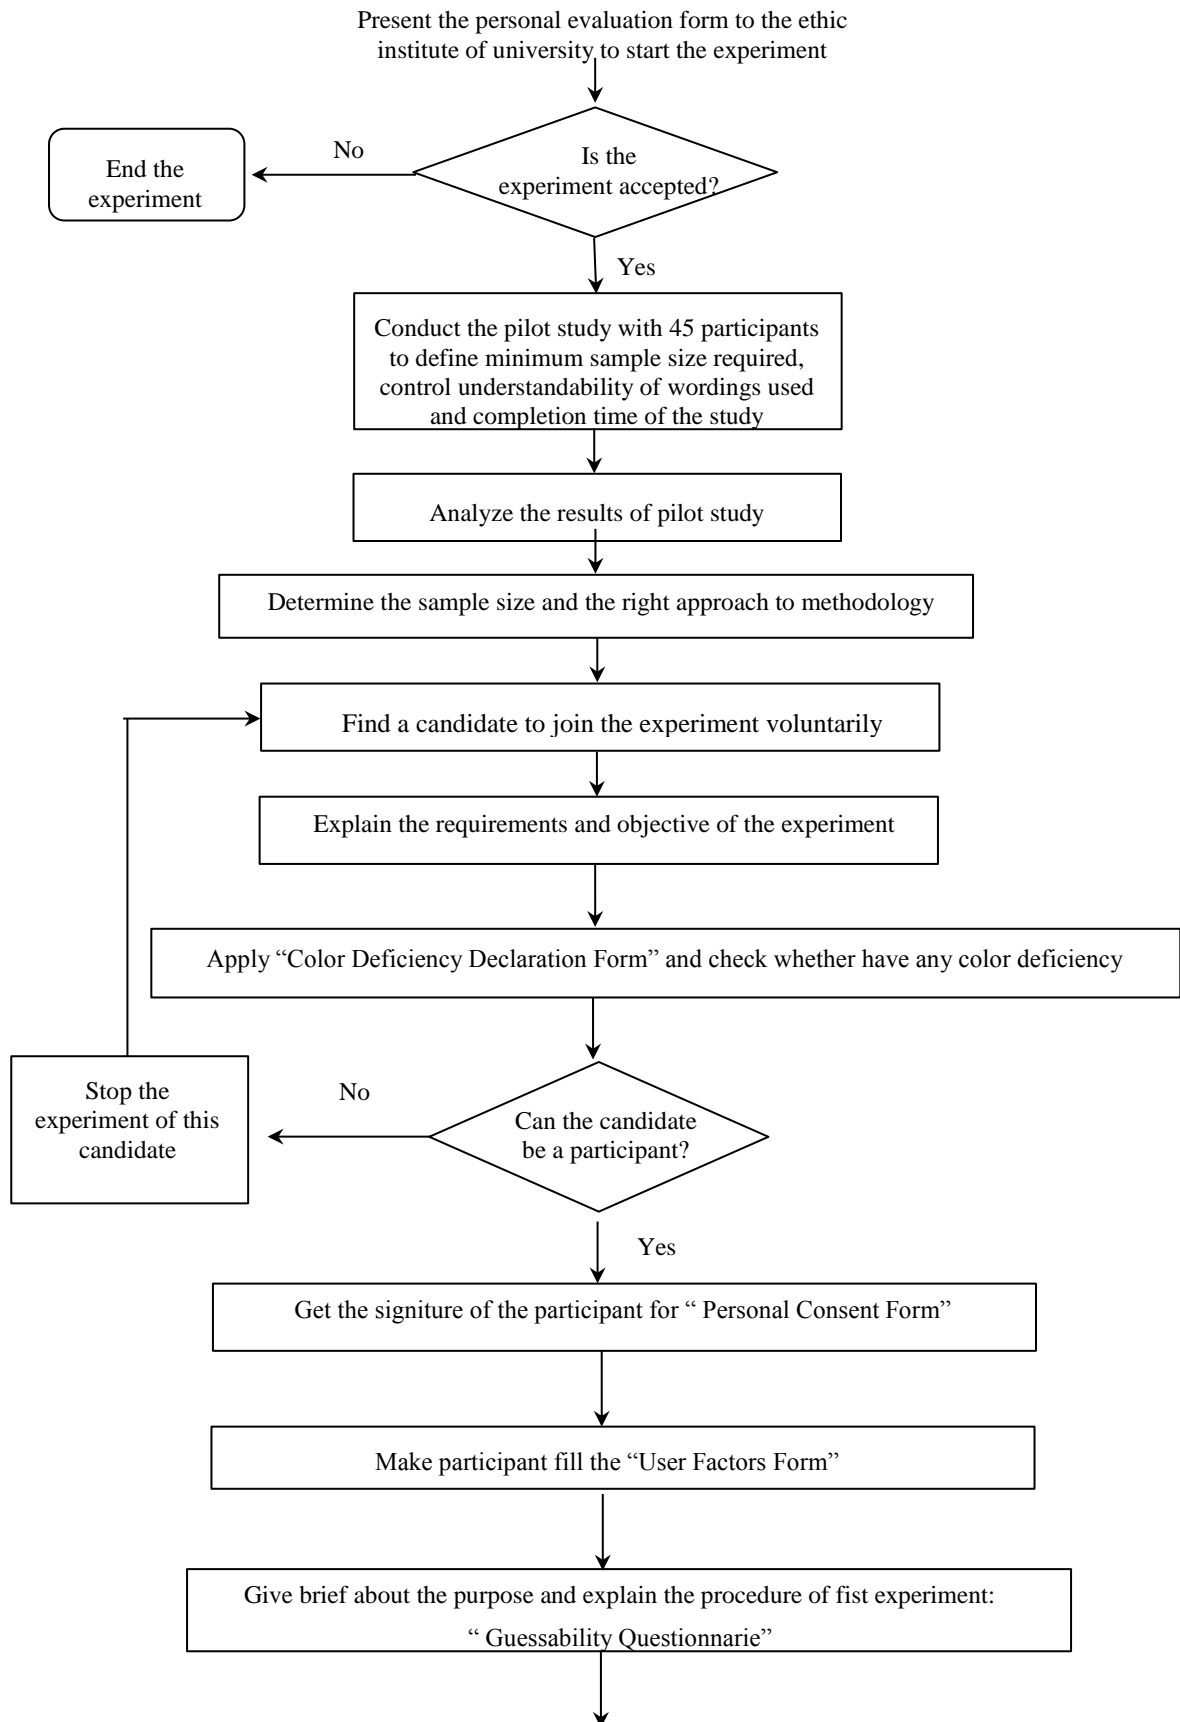 Present the personal evaluation form to the ethic
institute of university to start the experiment
Is the
experiment accepted?
No
End the
experiment
Yes
Conduct the pilot study with 45 participants
to define minimum sample size required,
control understandability of wordings used
and completion time of the study
Analyze the results of pilot study
Determine the sample size and the right approach to methodology
Find a candidate to join the experiment voluntarily
Explain the requirements and objective of the experiment
Apply “Color Deficiency Declaration Form” and check whether have any color deficiency
Can the candidate
be a participant?
No
Stop the
experiment of this
candidate
Yes
Get the signiture of the participant for “ Personal Consent Form”
Make participant fill the “User Factors Form”
Give brief about the purpose and explain the procedure of fist experiment:
“ Guessability Questionnarie”